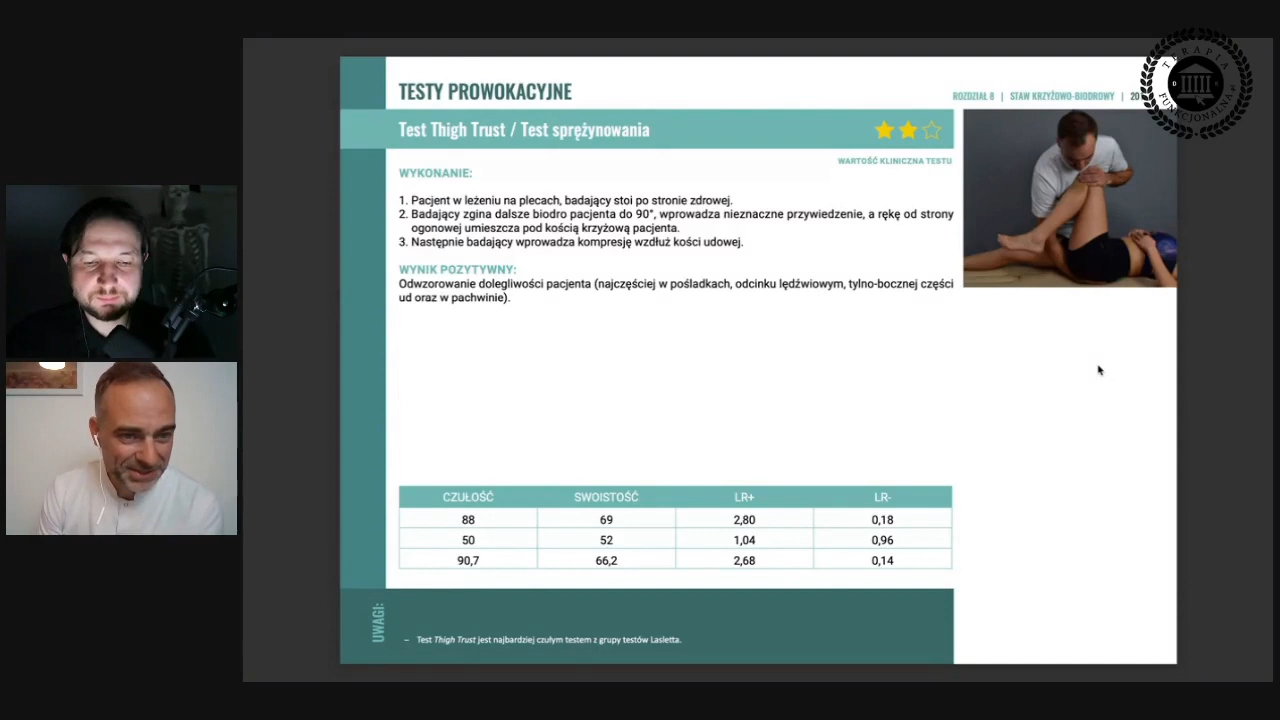 TESTY PROWOKACYJNE
ROZDZIAŁ 8 | STAW KRZYŻOWO-BIODROWY | 20
TERAPIA
FUNKCJONALNA
Test Thigh Trust / Test sprężynowania
WARTOŚĆ KLINICZNA TESTU
WYKONANIE:
1. Pacjent w leżeniu na plecach, badający stoi po stronie zdrowej.
2. Badający zgina dalsze biodro pacjenta do 90°, wprowadza nieznaczne przywiedzenie, a rękę od strony
ogonowej umieszcza pod kością krzyżową pacjenta.
3. Następnie badający wprowadza kompresję wzdłuż kości udowej.
WYNIK POZYTYWNY:
Odwzorowanie dolegliwości pacjenta (najczęściej w pośladkach, odcinku lędźwiowym, tylno-bocznej części
ud oraz w pachwinie).
CZUŁOŚĆ SWOISTOŚĆ LR+ LR-
88 69 2,80 0,18
50 52 1,04 0,96
90,7 66,2 2,68 0,14
UWAGI:
– Test Thigh Trust jest najbardziej czułym testem z grupy testów Lasletta.